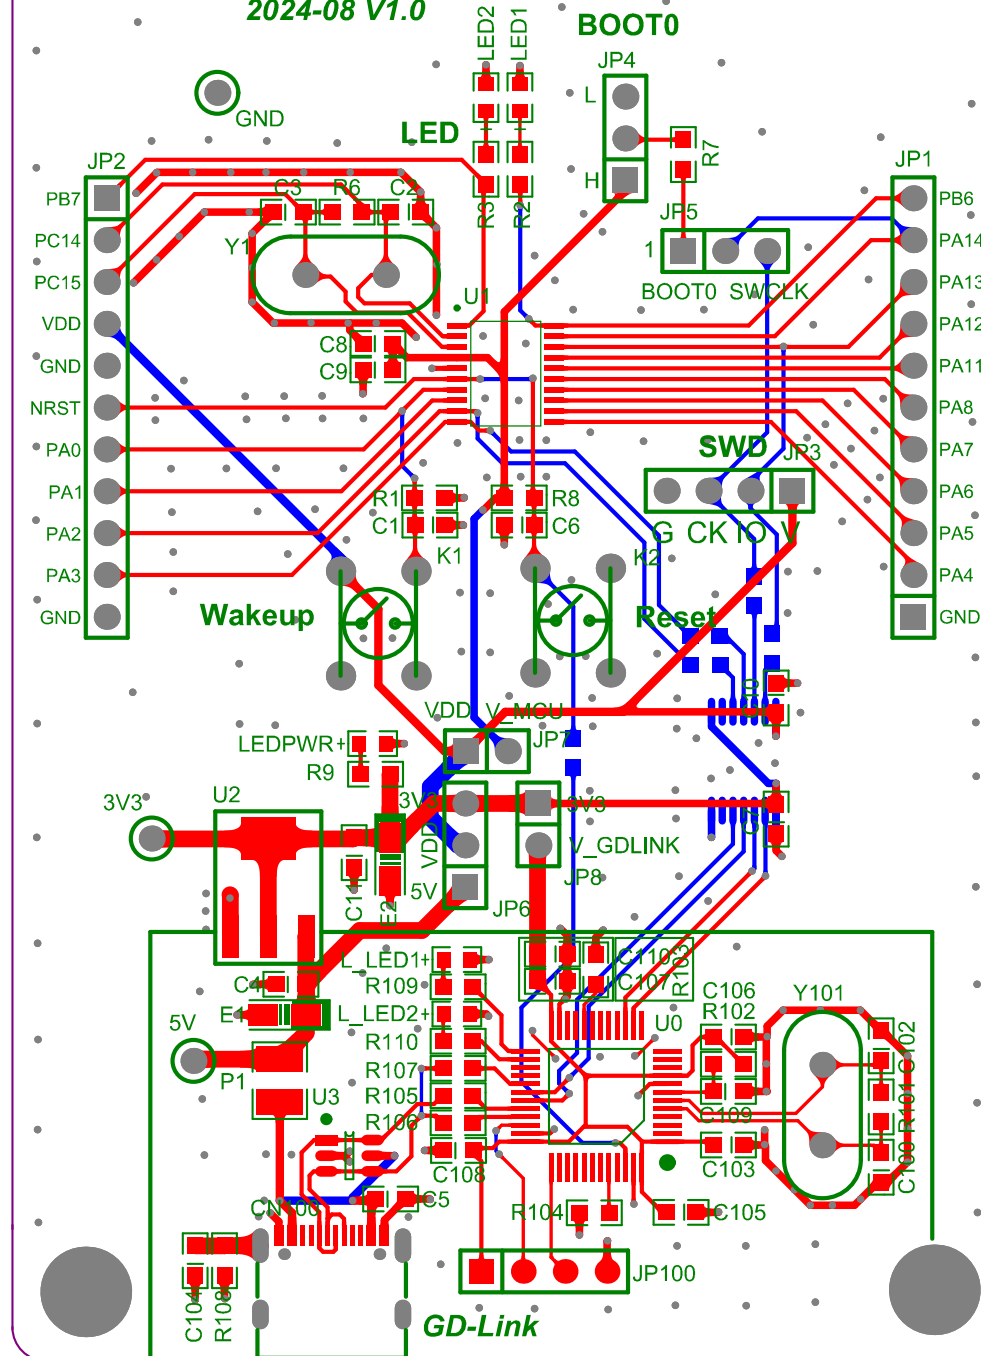 2024-08 V1.0
LED2
LED1
BOOT0
JP4
L
H
GND
LED
R7
R3
R2
JP2
JP1
PB7
PC14
PC15
VDD
GND
NRST
PA0
PA1
PA2
PA3
GND
C3
R6
C2
Y1
JP5
1
BOOT0
SWCLK
U1
PB6
PA14
PA13
PA12
PA11
PA8
PA7
PA6
PA5
PA4
GND
C8
C9
SWD
JP3
G
CK
IO
V
R1
C1
R8
C6
K1
K2
Wakeup
Reset
VDD
V_MCU
JP7
LEDPWR+
R9
3V3
U2
3V3
VDD
5V
JP6
3V3
V_GDLINK
JP8
C11
E2
L_LED1+
R109
L_LED2+
R110
R107
R105
R106
C108
C4
E1
5V
P1
U3
C110
C107
R103
U0
C106
R102
C109
C103
Y101
C102
R101
C100
CN100
C5
R104
C105
JP100
C104
R108
GD-Link